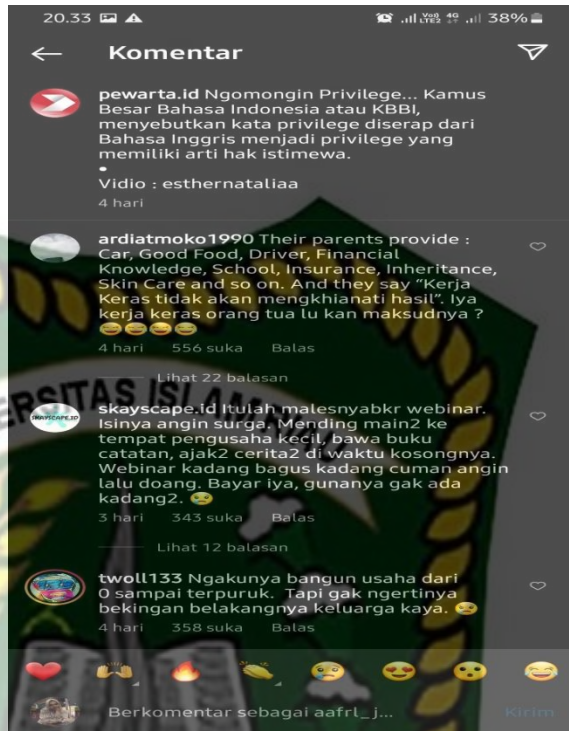 20.33 38%
Komentar
pewarta.id Ngomongin Privilege... Kamus
Besar Bahasa Indonesia atau KBBI,
menyebutkan kata privilege diserap dari
Bahasa Inggris menjadi privilege yang
memiliki arti hak istimewa.
•
Vidio : esthernataliaa
4 hari
ardiatmoko1990 Their parents provide :
Car, Good Food, Driver, Financial
Knowledge, School, Insurance, Inheritance,
Skin Care and so on. And they say “Kerja
Keras tidak akan mengkhianati hasil”. Iya
kerja keras orang tua lu kan maksudnya ?
😂😂😂😂
4 hari 556 suka Balas
Lihat 22 balasan
skayscape.id Itulah malesnyabkr webinar.
Isinya angin surga. Mending main2 ke
tempat pengusaha kecil, bawa buku
catatan, ajak2 cerita2 di waktu kosongnya.
Webinar kadang bagus kadang cuman angin
lalu doang. Bayar iya, gunanya gak ada
kadang2. 😢
3 hari 343 suka Balas
Lihat 12 balasan
twoll133 Ngakunya bangun usaha dari
0 sampai terpuruk. Tapi gak ngertinya
bekingan belakangnya keluarga kaya. 😢
4 hari 358 suka Balas
❤️ 🙌 🔥 👏 😢 😍 😮 😂
Berkomentar sebagai aafrl_j... Kirim